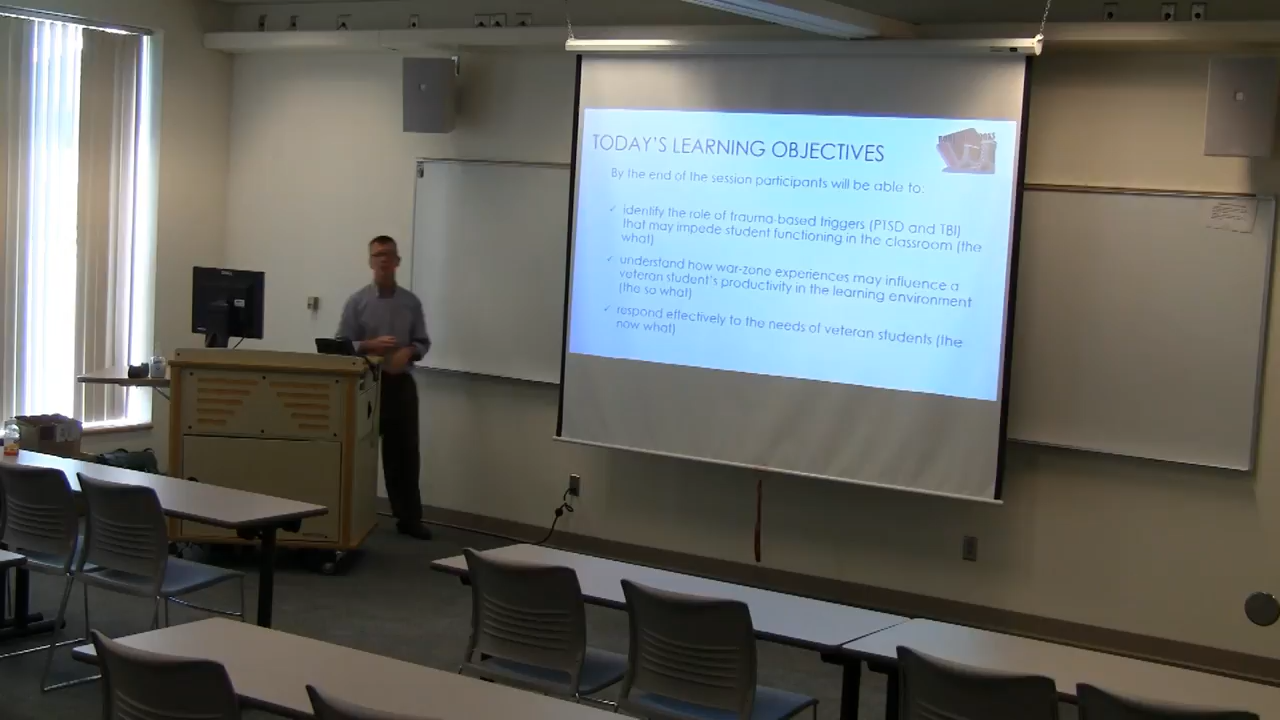 TODAY'S LEARNING OBJECTIVES
By the end of the session participants will be able to:
✓ identify the role of trauma-based triggers (PTSD and TBI)
that may impede student functioning in the classroom (the
what)
✓ understand how war-zone experiences may influence a
veteran student's productivity in the learning environment
(the so what)
✓ respond effectively to the needs of veteran students (the
now what)